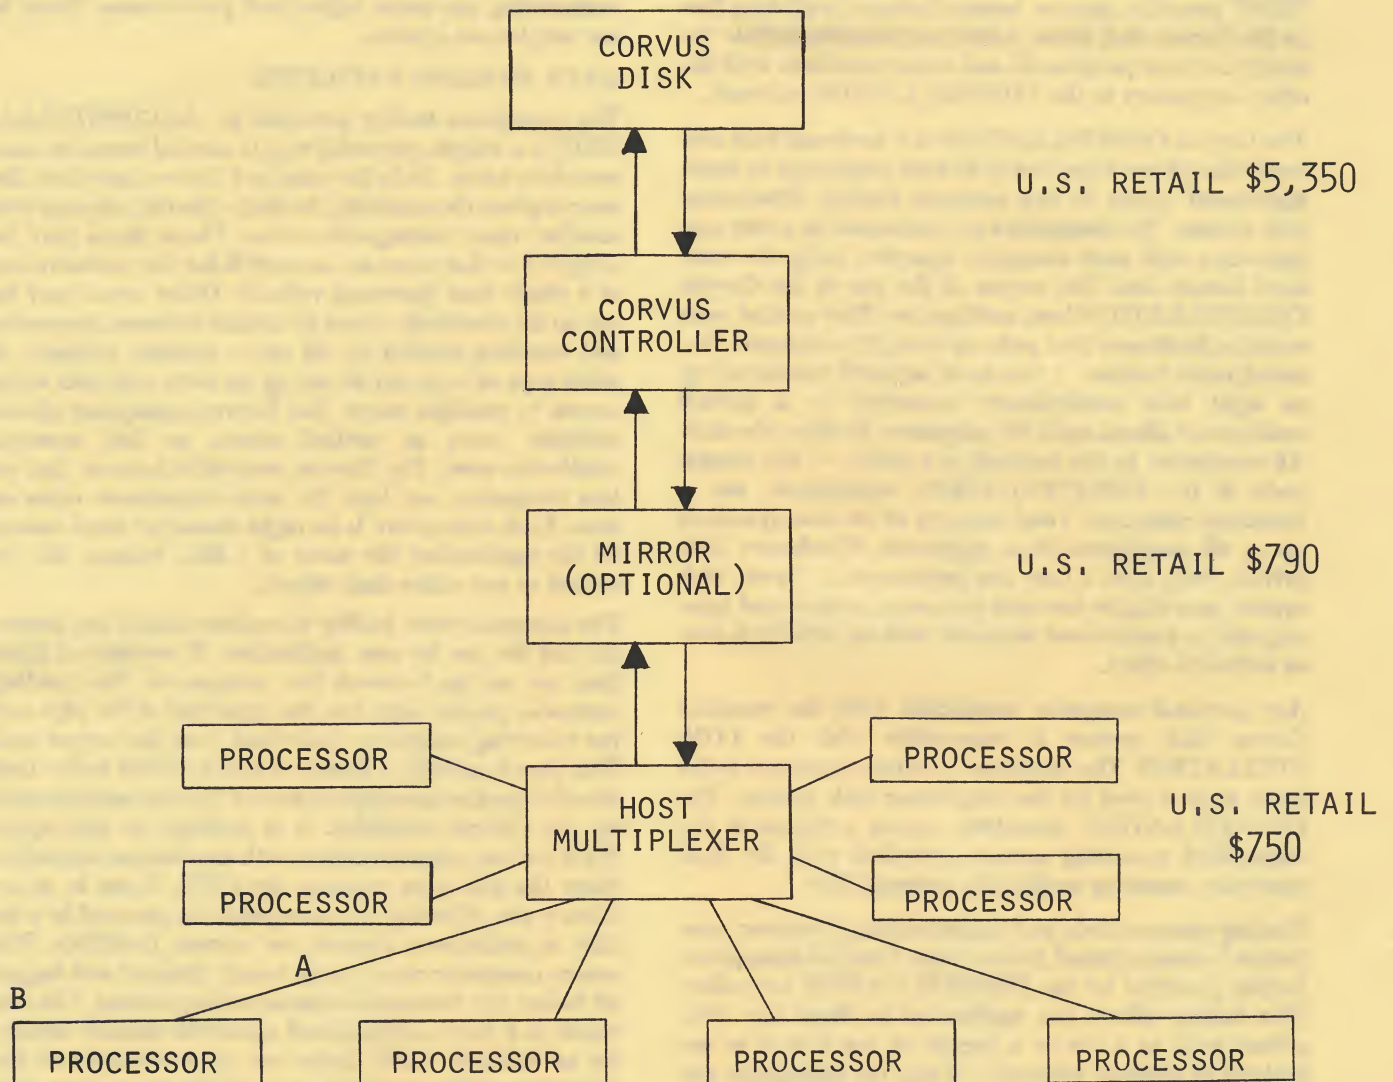 CORVUS
DISK
U.S. RETAIL $5,350
CORVUS
CONTROLLER
MIRROR
(OPTIONAL)
U.S. RETAIL $790
PROCESSOR
PROCESSOR
HOST
MULTIPLEXER
U.S. RETAIL
$750
PROCESSOR
PROCESSOR
A
B
PROCESSOR
PROCESSOR
PROCESSOR
PROCESSOR